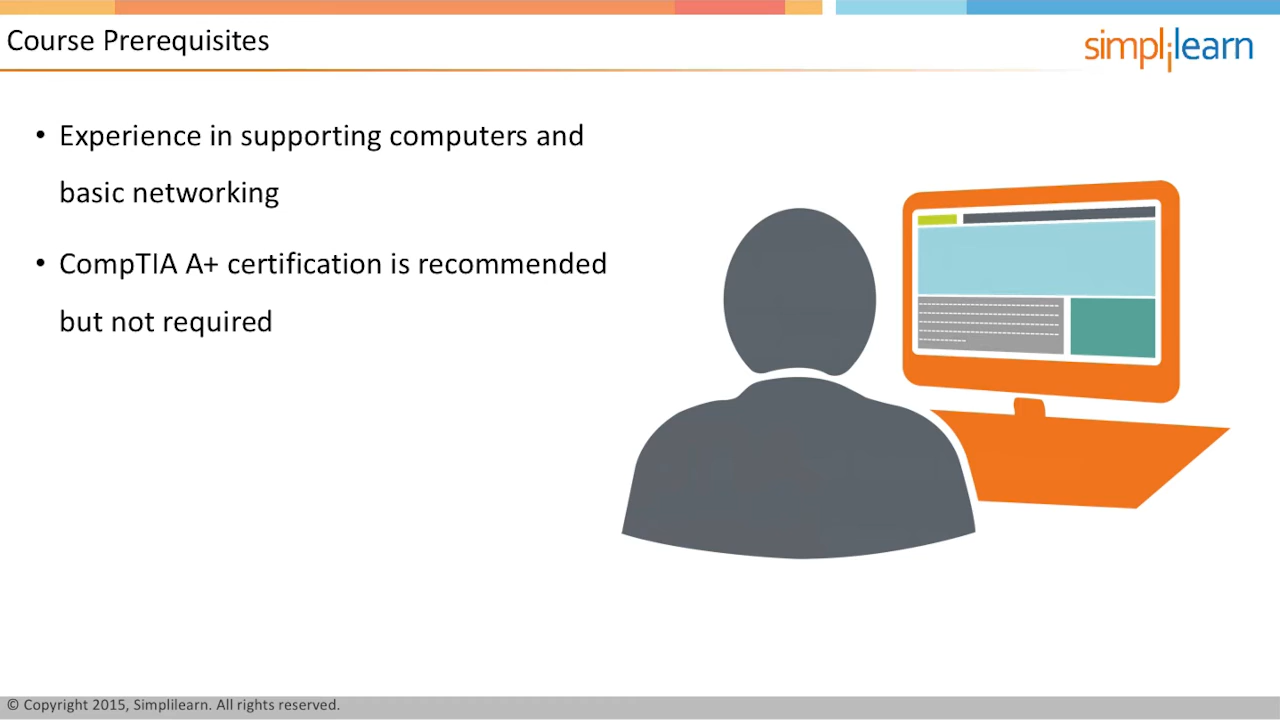 Course Prerequisites
simplilearn
• Experience in supporting computers and
basic networking
• CompTIA A+ certification is recommended
but not required
© Copyright 2015, Simplilearn. All rights reserved.